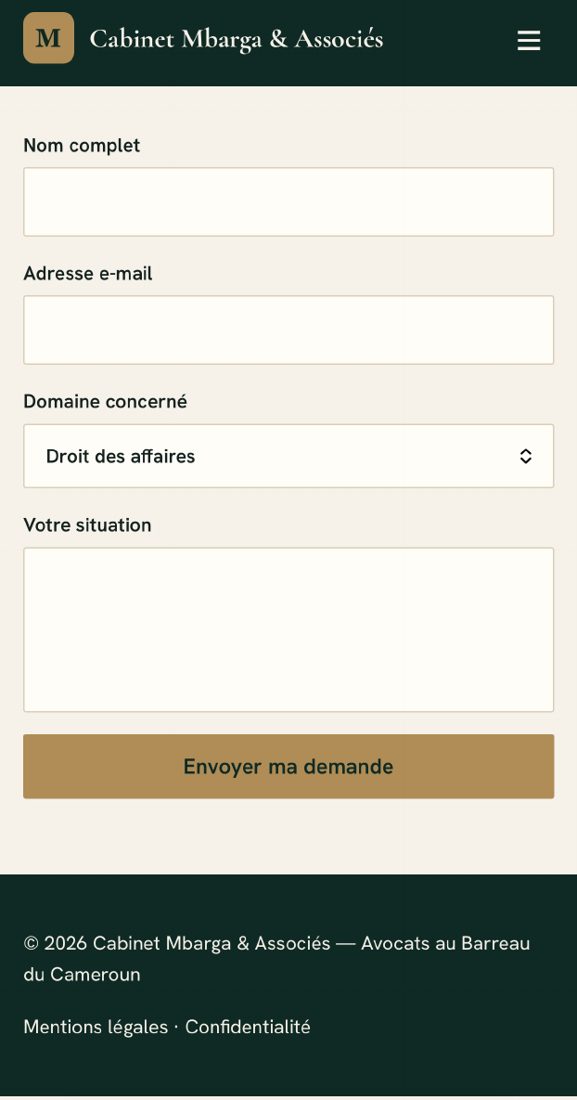 M Cabinet Mbarga & Associés
Nom complet
Adresse e-mail
Domaine concerné
Droit des affaires
Votre situation
Envoyer ma demande
© 2026 Cabinet Mbarga & Associés — Avocats au Barreau
du Cameroun
Mentions légales · Confidentialité